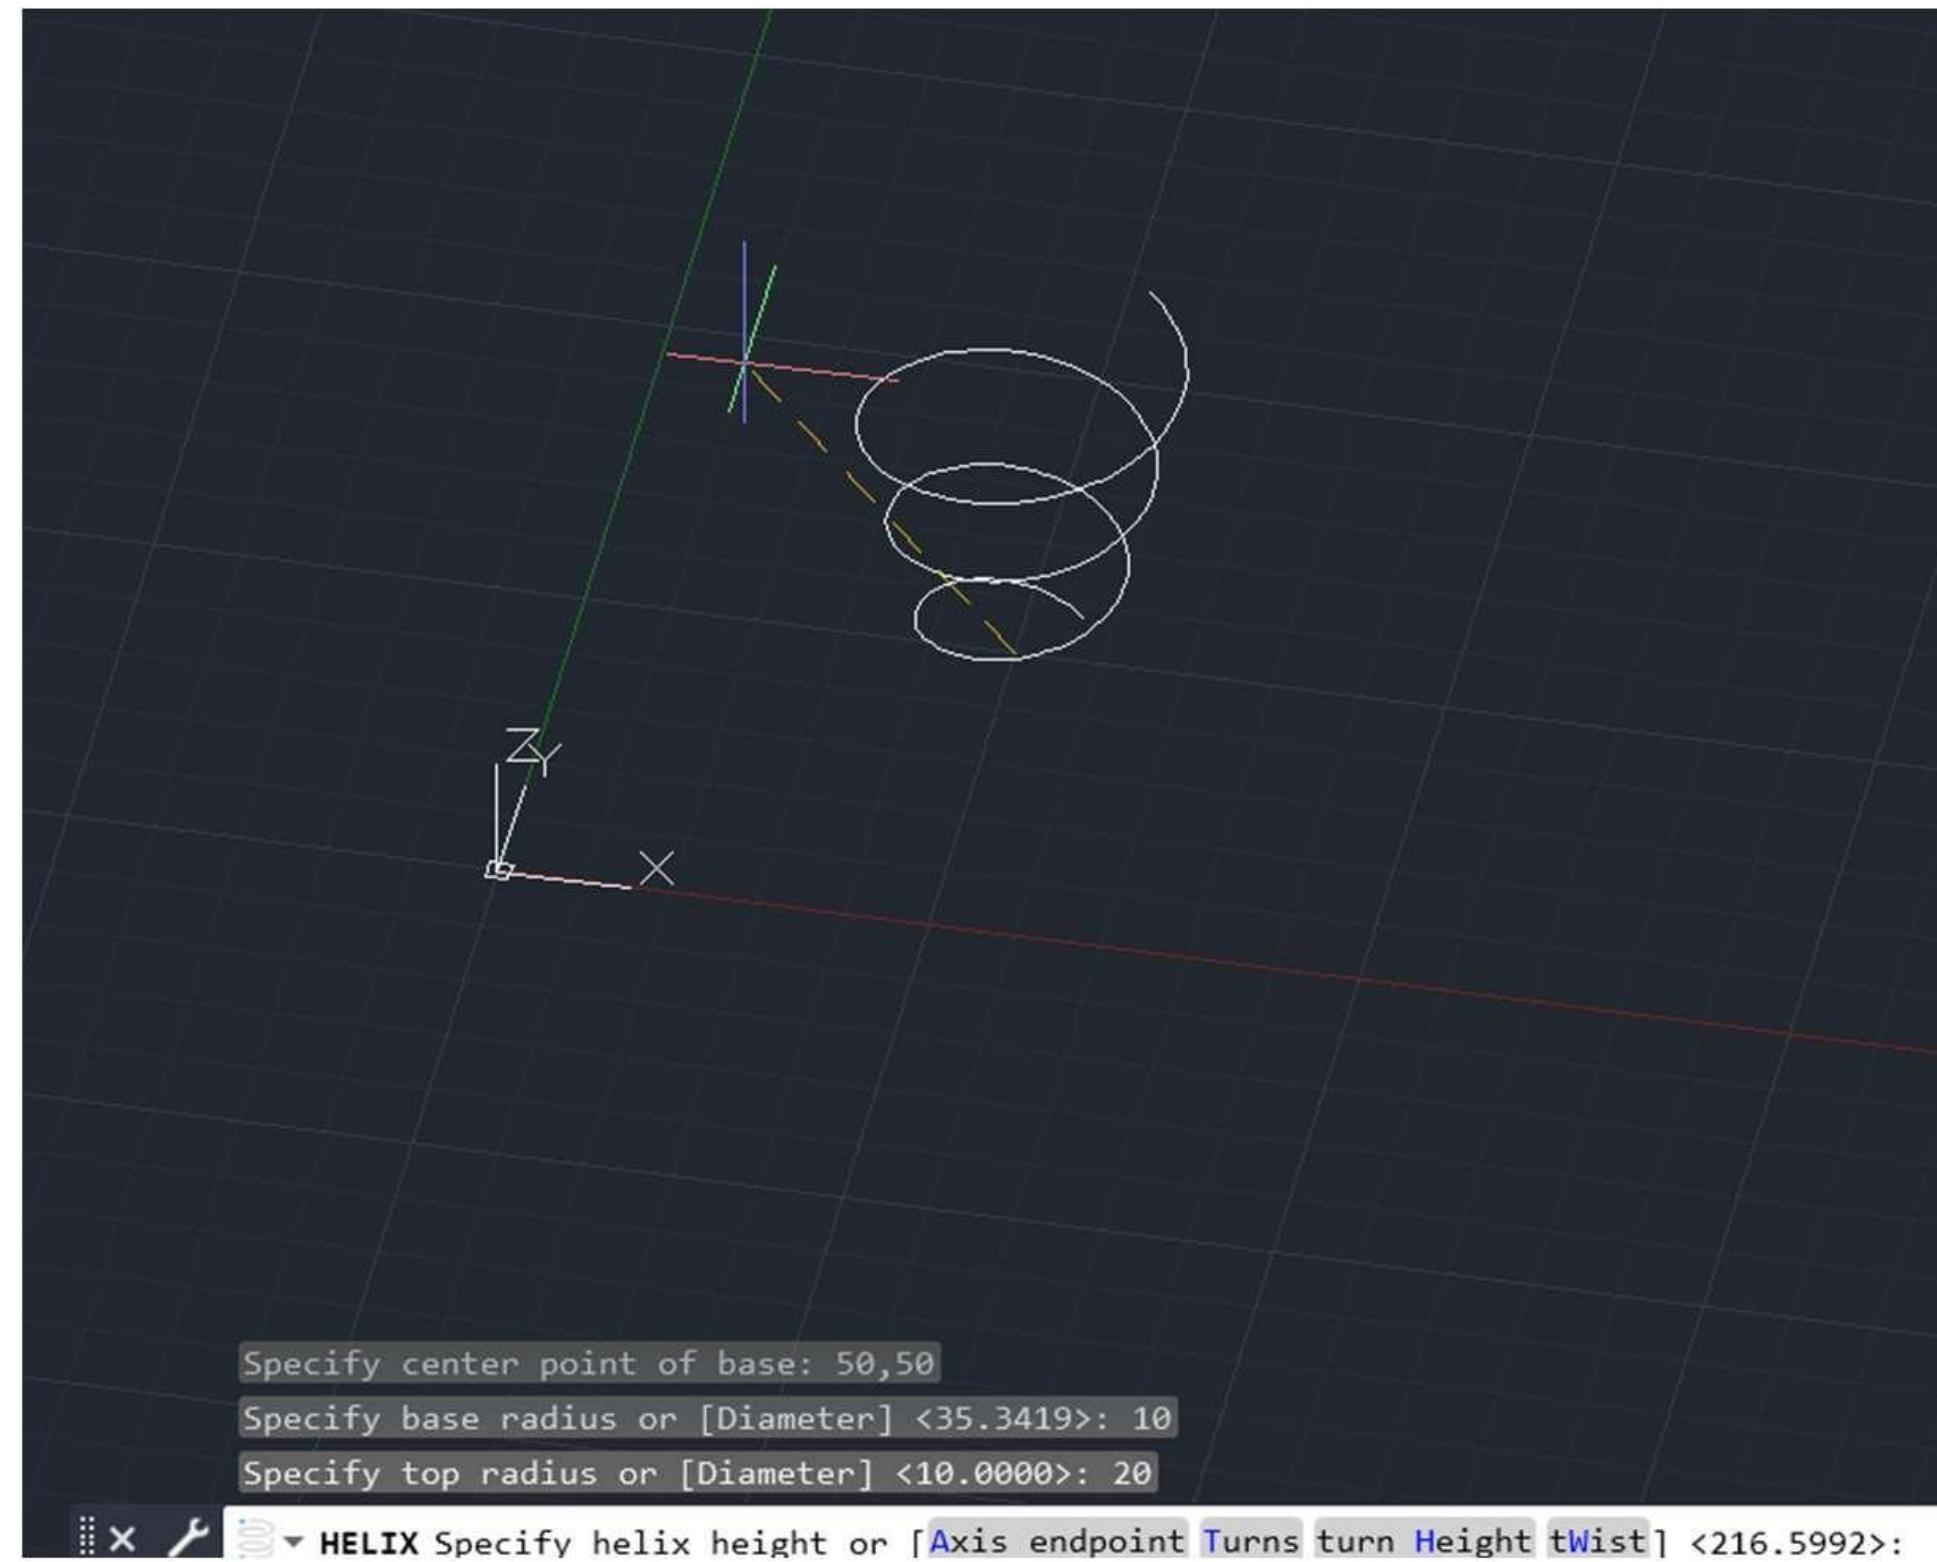 Z
Y
X
Specify center point of base: 50,50
Specify base radius or [Diameter] <35.3419>: 10
Specify top radius or [Diameter] <10.0000>: 20
HELIX Specify helix height or [Axis endpoint Turns turn Height tWist] <216.5992>: